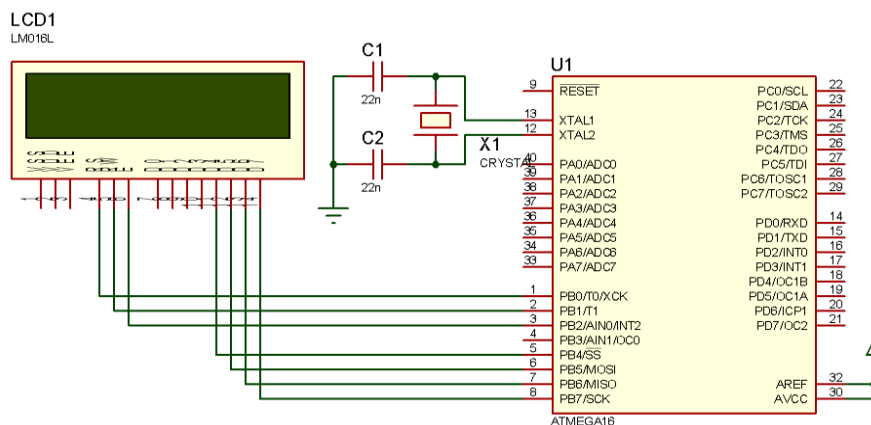 LCD1
LM016L
C1
22n
C2
22n
X1
CRYSTAL
U1
9 RESET
13 XTAL1
12 XTAL2
40 PA0/ADC0
39 PA1/ADC1
38 PA2/ADC2
37 PA3/ADC3
36 PA4/ADC4
35 PA5/ADC5
34 PA6/ADC6
33 PA7/ADC7
1 PB0/T0/XCK
2 PB1/T1
3 PB2/AIN0/INT2
4 PB3/AIN1/OC0
5 PB4/SS
6 PB5/MOSI
7 PB6/MISO
8 PB7/SCK
PC0/SCL 22
PC1/SDA 23
PC2/TCK 24
PC3/TMS 25
PC4/TDO 26
PC5/TDI 27
PC6/TOSC1 28
PC7/TOSC2 29
PD0/RXD 14
PD1/TXD 15
PD2/INT0 16
PD3/INT1 17
PD4/OC1B 18
PD5/OC1A 19
PD6/ICP1 20
PD7/OC2 21
AREF 32
AVCC 30
ATMEGA16